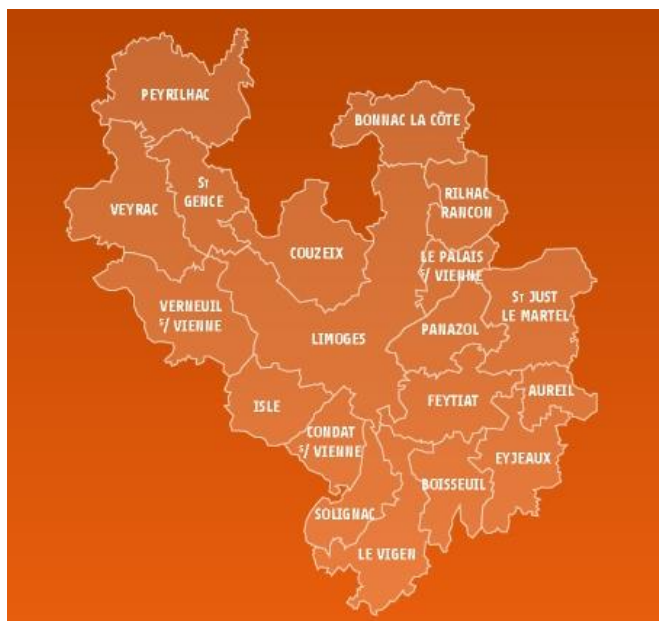 PEYRILHAC
BONNAC LA CÔTE
ST
GENCE
VEYRAC
RILHAC
RANCON
COUZEIX
LE PALAIS
S/ VIENNE
ST JUST
LE MARTEL
VERNEUIL
S/ VIENNE
LIMOGES
PANAZOL
ISLE
FEYTIAT
AUREIL
CONDAT
S/ VIENNE
EYJEAUX
BOISSEUIL
SOLIGNAC
LE VIGEN